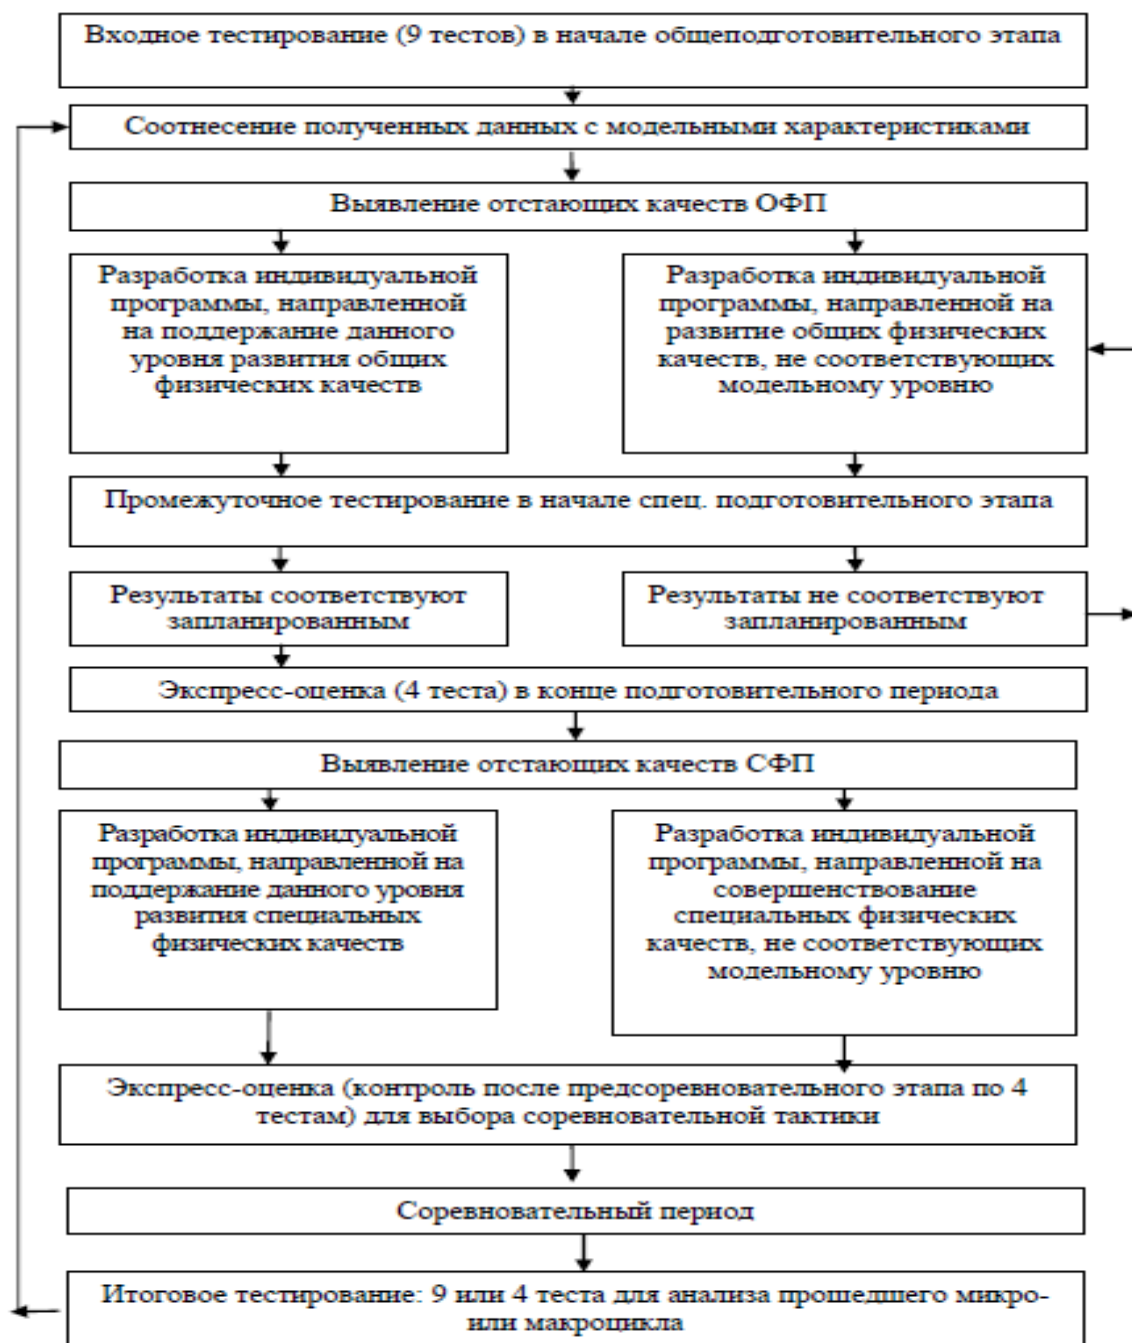 Входное тестирование (9 тестов) в начале общеподготовительного этапа
Соотнесение полученных данных с модельными характеристиками
Выявление отстающих качеств ОФП
Разработка индивидуальной
программы, направленной
на поддержание данного
уровня развития общих
физических качеств
Разработка индивидуальной
программы, направленной на
развитие общих физических
качеств, не соответствующих
модельному уровню
Промежуточное тестирование в начале спец. подготовительного этапа
Результаты соответствуют
запланированным
Результаты не соответствуют
запланированным
Экспресс-оценка (4 теста) в конце подготовительного периода
Выявление отстающих качеств СФП
Разработка индивидуальной
программы, направленной на
поддержание данного уровня
развития специальных
физических качеств
Разработка индивидуальной
программы, направленной на
совершенствование
специальных физических
качеств, не соответствующих
модельному уровню
Экспресс-оценка (контроль после предсоревновательного этапа по 4
тестам) для выбора соревновательной тактики
Соревновательный период
Итоговое тестирование: 9 или 4 теста для анализа прошедшего микро-
или макроцикла